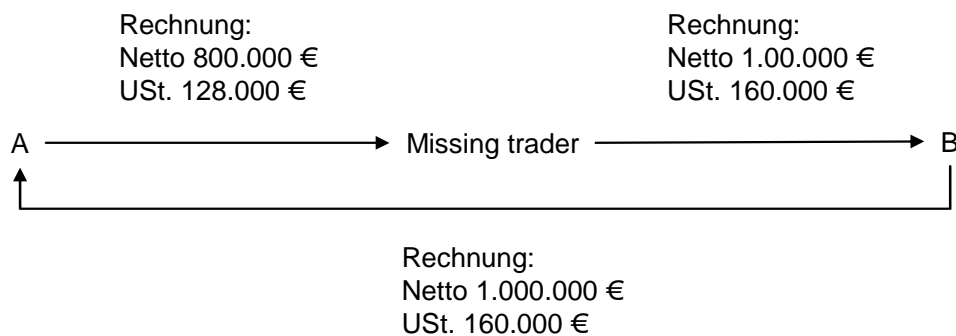 Rechnung:
Netto 800.000 €
USt. 128.000 €
Rechnung:
Netto 1.00.000 €
USt. 160.000 €
A
Missing trader
B
Rechnung:
Netto 1.000.000 €
USt. 160.000 €